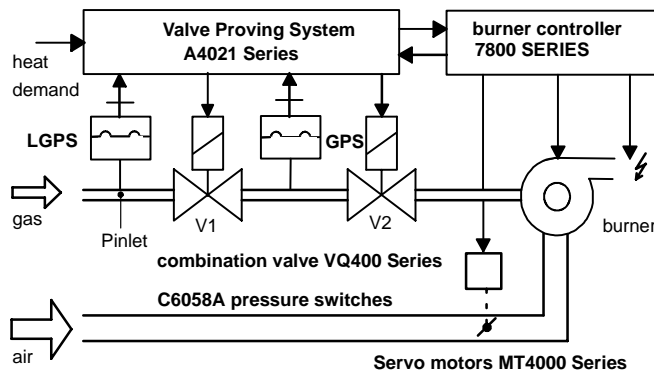 Valve Proving System
A4021 Series
burner controller
7800 SERIES
heat
demand
LGPS
GPS
gas
Pinlet
V1
V2
burner
combination valve VQ400 Series
C6058A pressure switches
air
Servo motors MT4000 Series